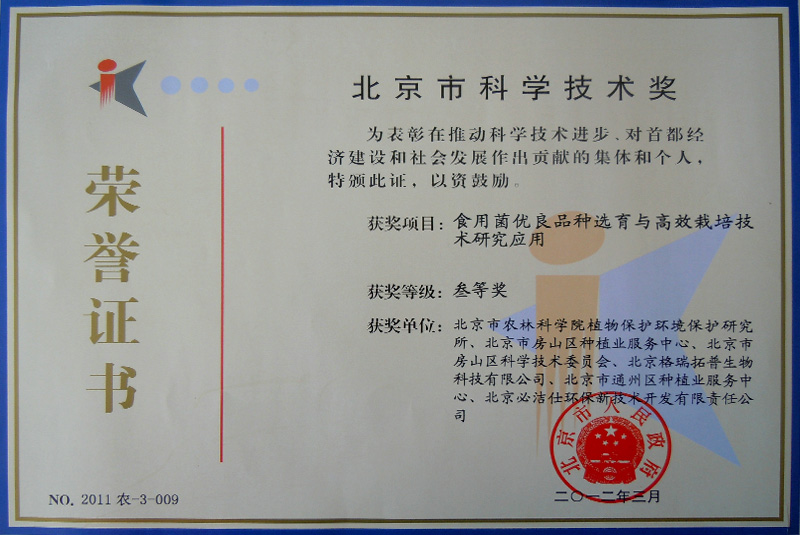 荣誉证书
北京市科学技术奖
为表彰在推动科学技术进步、对首都经
济建设和社会发展作出贡献的集体和个人，
特颁此证，以资鼓励。
获奖项目：食用菌优良品种选育与高效栽培技
术研究应用
获奖等级：叁等奖
获奖单位：北京市农林科学院植物保护环境保护研究
所、北京市房山区种植业服务中心、北京市
房山区科学技术委员会、北京格瑞拓普生物
科技有限公司、北京市通州区种植业服务中
心、北京必洁仕环保新技术开发有限责任公
司
北京市人民政府
二〇一二年三月
NO. 2011 农-3-009